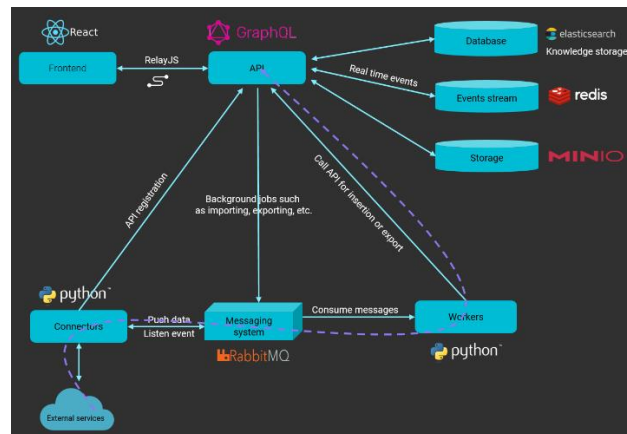 React
GraphQL
Frontend
RelayJS
API
Database
elasticsearch
Knowledge storage
Real time events
Events stream
redis
Storage
MINIO
API registration
Background jobs such
as importing, exporting, etc.
Call API for insertion or export
python™
Connectors
Push data,
Listen event
Messaging
system
RabbitMQ
Consume messages
Workers
python™
External services